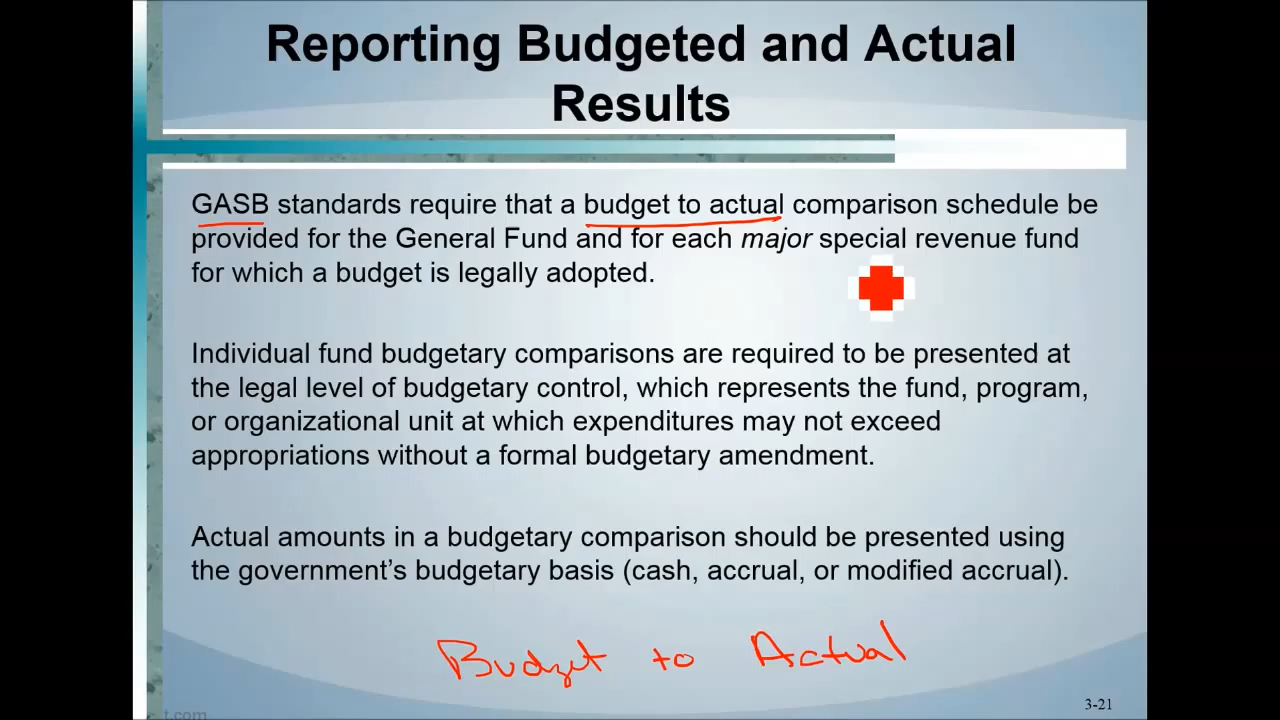 Reporting Budgeted and Actual
Results
GASB standards require that a budget to actual comparison schedule be
provided for the General Fund and for each major special revenue fund
for which a budget is legally adopted.
Individual fund budgetary comparisons are required to be presented at
the legal level of budgetary control, which represents the fund, program,
or organizational unit at which expenditures may not exceed
appropriations without a formal budgetary amendment.
Actual amounts in a budgetary comparison should be presented using
the government’s budgetary basis (cash, accrual, or modified accrual).
Budget to Actual
3-21